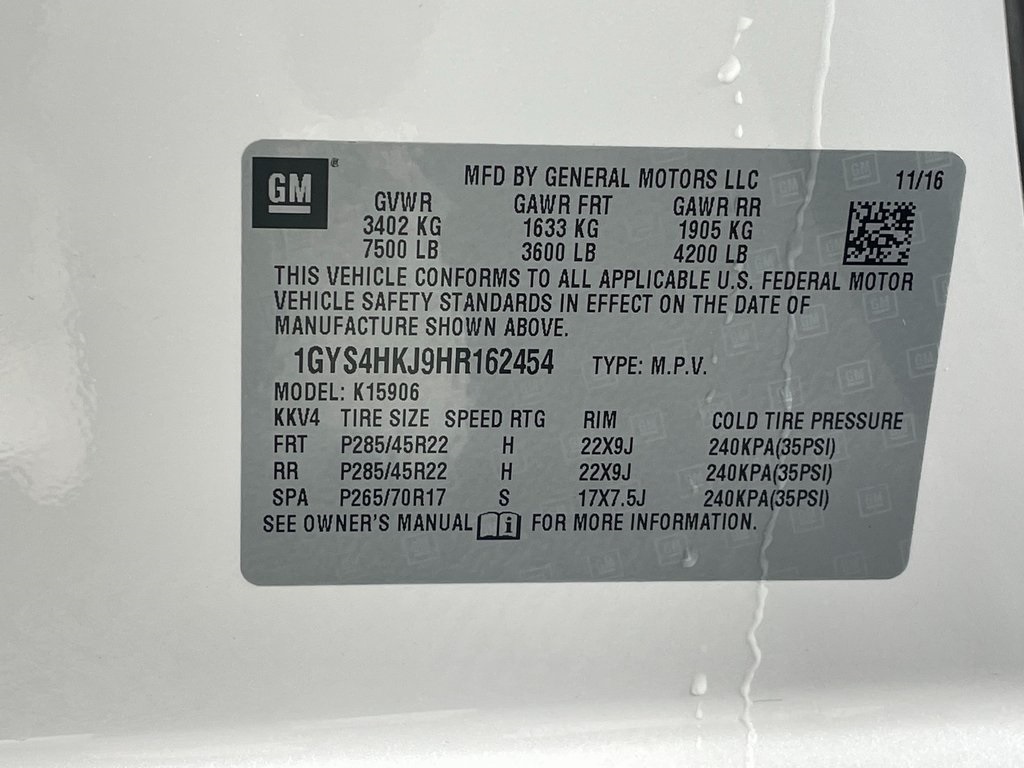 GM
MFD BY GENERAL MOTORS LLC 11/16
GVWR GAWR FRT GAWR RR
3402 KG 1633 KG 1905 KG
7500 LB 3600 LB 4200 LB
THIS VEHICLE CONFORMS TO ALL APPLICABLE U.S. FEDERAL MOTOR
VEHICLE SAFETY STANDARDS IN EFFECT ON THE DATE OF
MANUFACTURE SHOWN ABOVE.
1GYS4HKJ9HR162454 TYPE: M.P.V.
MODEL: K15906
KKV4 TIRE SIZE SPEED RTG RIM COLD TIRE PRESSURE
FRT P285/45R22 H 22X9J 240KPA(35PSI)
RR P285/45R22 H 22X9J 240KPA(35PSI)
SPA P265/70R17 S 17X7.5J 240KPA(35PSI)
SEE OWNER'S MANUAL i FOR MORE INFORMATION.